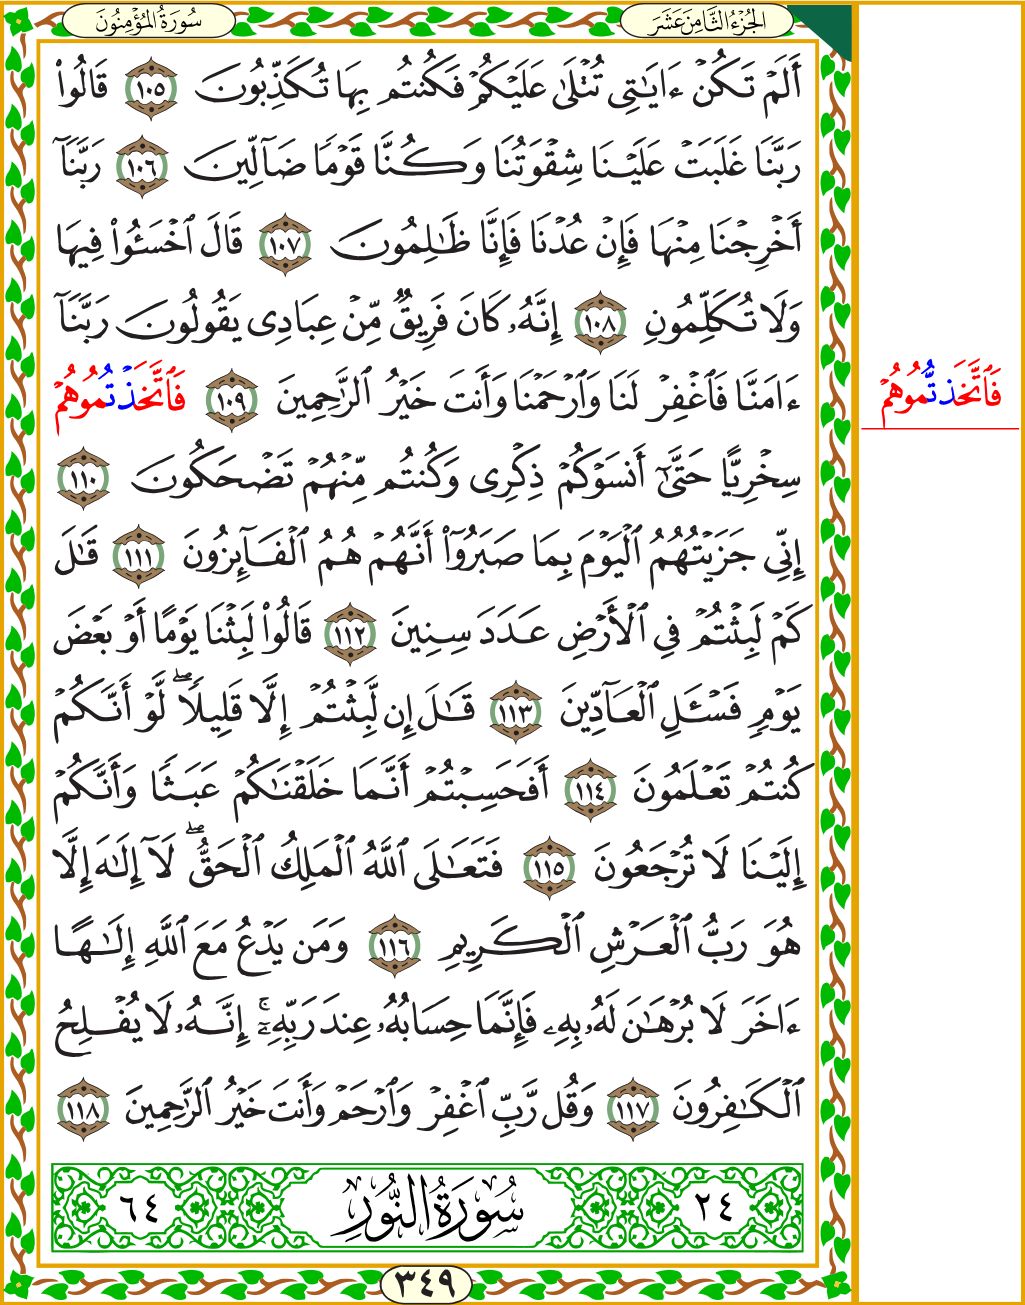 سُورَةُ المُؤْمِنُونَ
الجُزْءُ الثَّامِنَ عَشَرَ
أَلَمْ تَكُنْ ءَايَٰتِي تُتْلَىٰ عَلَيْكُمْ فَكُنتُم بِهَا تُكَذِّبُونَ ١٠٥ قَالُوا۟
رَبَّنَا غَلَبَتْ عَلَيْنَا شِقْوَتُنَا وَكُنَّا قَوْمًا ضَآلِّينَ ١٠٦ رَبَّنَآ
أَخْرِجْنَا مِنْهَا فَإِنْ عُدْنَا فَإِنَّا ظَٰلِمُونَ ١٠٧ قَالَ ٱخْسَـُٔوا۟ فِيهَا
وَلَا تُكَلِّمُونِ ١٠٨ إِنَّهُۥ كَانَ فَرِيقٌ مِّنْ عِبَادِى يَقُولُونَ رَبَّنَآ
ءَامَنَّا فَٱغْفِرْ لَنَا وَٱرْحَمْنَا وَأَنتَ خَيْرُ ٱلرَّٰحِمِينَ ١٠٩ فَٱتَّخَذْتُمُوهُمْ
فَٱتَّخَذتُّمُوهُمْ
سِخْرِيًّا حَتَّىٰٓ أَنسَوْكُمْ ذِكْرِى وَكُنتُم مِّنْهُمْ تَضْحَكُونَ ١١٠
إِنِّى جَزَيْتُهُمُ ٱلْيَوْمَ بِمَا صَبَرُوٓا۟ أَنَّهُمْ هُمُ ٱلْفَآئِزُونَ ١١١ قَٰلَ
كَمْ لَبِثْتُمْ فِى ٱلْأَرْضِ عَدَدَ سِنِينَ ١١٢ قَالُوا۟ لَبِثْنَا يَوْمًا أَوْ بَعْضَ
يَوْمٍ فَسْـَٔلِ ٱلْعَآدِّينَ ١١٣ قَٰلَ إِن لَّبِثْتُمْ إِلَّا قَلِيلًا ۖ لَّوْ أَنَّكُمْ
كُنتُمْ تَعْلَمُونَ ١١٤ أَفَحَسِبْتُمْ أَنَّمَا خَلَقْنَٰكُمْ عَبَثًا وَأَنَّكُمْ
إِلَيْنَا لَا تُرْجَعُونَ ١١٥ فَتَعَٰلَى ٱللَّهُ ٱلْمَلِكُ ٱلْحَقُّ ۖ لَآ إِلَٰهَ إِلَّا
هُوَ رَبُّ ٱلْعَرْشِ ٱلْكَرِيمِ ١١٦ وَمَن يَدْعُ مَعَ ٱللَّهِ إِلَٰهًا
ءَاخَرَ لَا بُرْهَٰنَ لَهُۥ بِهِۦ فَإِنَّمَا حِسَابُهُۥ عِندَ رَبِّهِۦٓ ۚ إِنَّهُۥ لَا يُفْلِحُ
ٱلْكَٰفِرُونَ ١١٧ وَقُل رَّبِّ ٱغْفِرْ وَٱرْحَمْ وَأَنتَ خَيْرُ ٱلرَّٰحِمِينَ ١١٨
٢٤ سُورَةُ النُّورِ ٦٤
٣٤٩